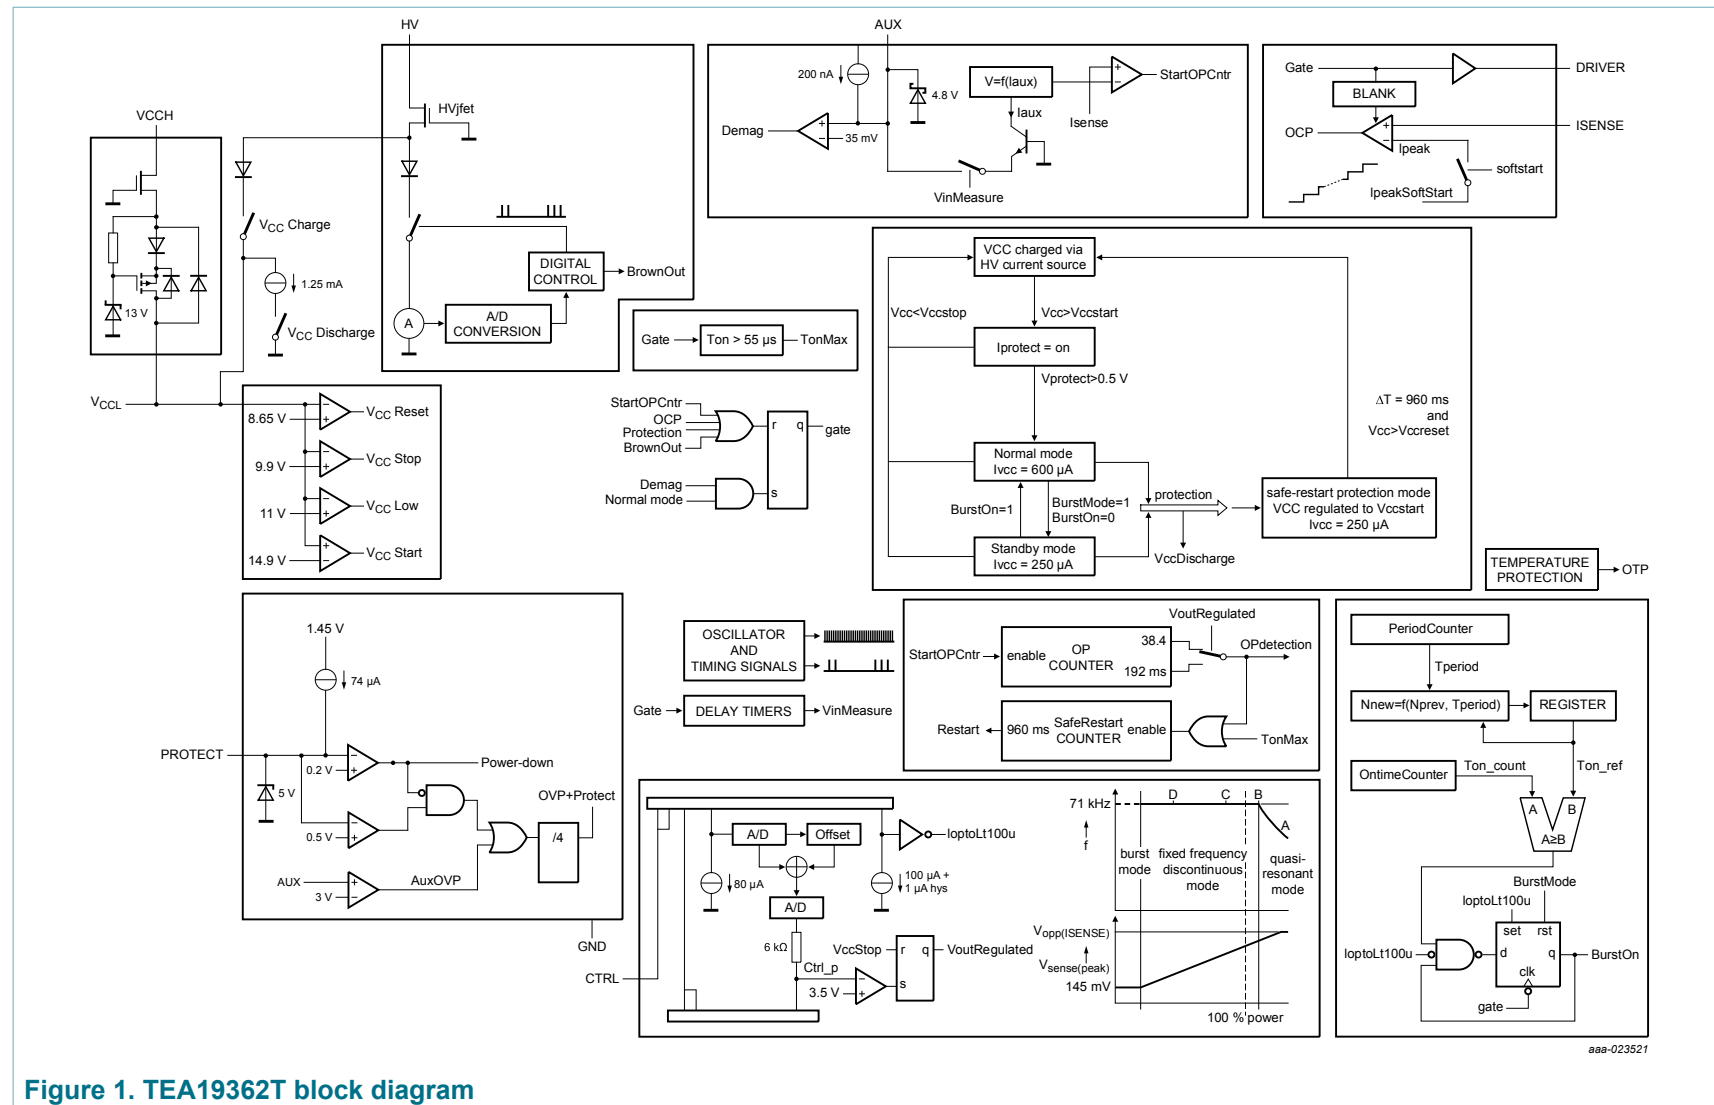 HV
VCCH
HVjfet
VCC Charge
1.25 mA
VCC Discharge
13 V
A
A/D
CONVERSION
DIGITAL
CONTROL
BrownOut
AUX
200 nA
4.8 V
V=f(Iaux)
Iaux
StartOPCntr
Isense
Demag
35 mV
VinMeasure
Gate
BLANK
DRIVER
OCP
ISENSE
Ipeak
softstart
IpeakSoftStart
Gate
Ton > 55 µs
TonMax
VCCL
8.65 V
VCC Reset
9.9 V
VCC Stop
11 V
VCC Low
14.9 V
VCC Start
StartOPCntr
OCP
Protection
BrownOut
Demag
Normal mode
r
q
s
gate
VCC charged via
HV current source
Vcc<Vccstop
Vcc>Vccstart
Iprotect = on
Vprotect>0.5 V
ΔT = 960 ms
and
Vcc>Vccreset
Normal mode
Ivcc = 600 µA
BurstOn=1
BurstMode=1
BurstOn=0
protection
VccDischarge
Standby mode
Ivcc = 250 µA
safe-restart protection mode
VCC regulated to Vccstart
Ivcc = 250 µA
TEMPERATURE
PROTECTION
OTP
1.45 V
74 µA
PROTECT
0.2 V
Power-down
5 V
0.5 V
OVP+Protect
/4
AUX
3 V
AuxOVP
GND
OSCILLATOR
AND
TIMING SIGNALS
Gate
DELAY TIMERS
VinMeasure
VoutRegulated
StartOPCntr
enable
OP
COUNTER
38.4
192 ms
OPdetection
Restart
960 ms
SafeRestart
COUNTER
enable
TonMax
PeriodCounter
Tperiod
Nnew=f(Nprev, Tperiod)
REGISTER
OntimeCounter
Ton_count
Ton_ref
A
B
A≥B
BurstMode
IoptoLt100u
set
rst
IoptoLt100u
d
q
clk
BurstOn
gate
CTRL
A/D
Offset
80 µA
A/D
6 kΩ
Ctrl_p
3.5 V
IoptoLt100u
100 µA +
1 µA hys
VccStop
r
q
s
VoutRegulated
71 kHz
f
D
C
B
A
burst
mode
fixed frequency
discontinuous
mode
quasi-
resonant
mode
Vopp(ISENSE)
Vsense(peak)
145 mV
100 % power
aaa-023521
Figure 1. TEA19362T block diagram